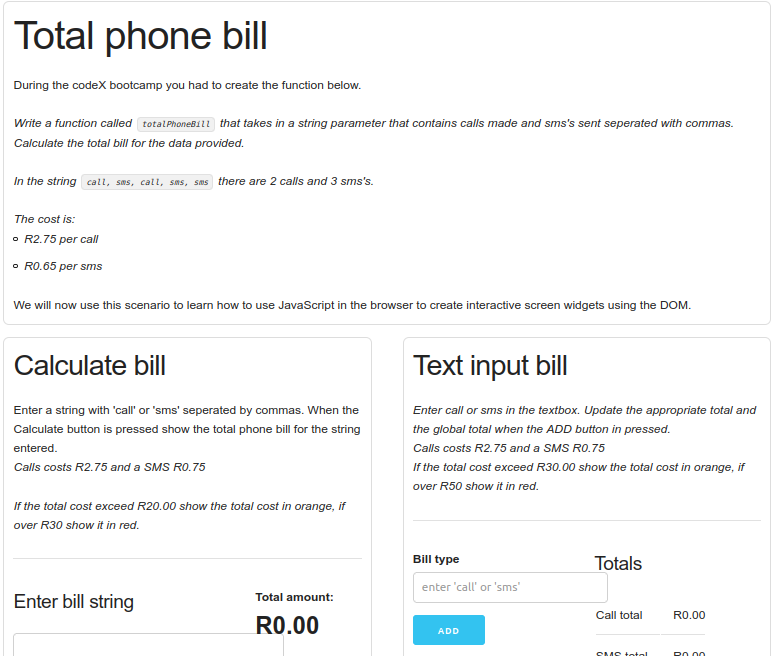 Total phone bill
During the codeX bootcamp you had to create the function below.
Write a function called totalPhoneBill that takes in a string parameter that contains calls made and sms's sent seperated with commas.
Calculate the total bill for the data provided.
In the string call, sms, call, sms, sms there are 2 calls and 3 sms's.
The cost is:
R2.75 per call
R0.65 per sms
We will now use this scenario to learn how to use JavaScript in the browser to create interactive screen widgets using the DOM.
Calculate bill
Enter a string with 'call' or 'sms' seperated by commas. When the
Calculate button is pressed show the total phone bill for the string
entered.
Calls costs R2.75 and a SMS R0.75
If the total cost exceed R20.00 show the total cost in orange, if
over R30 show it in red.
Enter bill string
Total amount:
R0.00
Text input bill
Enter call or sms in the textbox. Update the appropriate total and
the global total when the ADD button in pressed.
Calls costs R2.75 and a SMS R0.75
If the total cost exceed R30.00 show the total cost in orange, if
over R50 show it in red.
Bill type
enter 'call' or 'sms'
ADD
Totals
Call total R0.00
SMS total R0.00